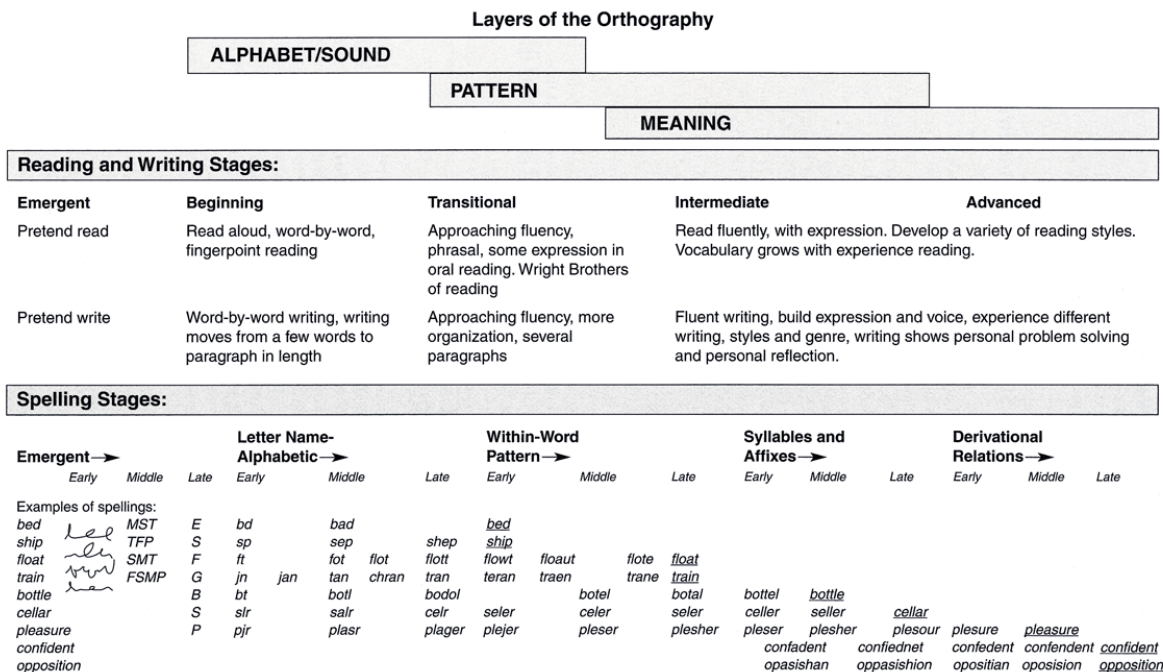 Layers of the Orthography
ALPHABET/SOUND
PATTERN
MEANING
Reading and Writing Stages:
Emergent Beginning Transitional Intermediate Advanced
Pretend read Read aloud, word-by-word, Approaching fluency, Read fluently, with expression. Develop a variety of reading styles.
fingerpoint reading phrasal, some expression in Vocabulary grows with experience reading.
oral reading. Wright Brothers
of reading
Pretend write Word-by-word writing, writing Approaching fluency, more Fluent writing, build expression and voice, experience different
moves from a few words to organization, several writing, styles and genre, writing shows personal problem solving
paragraph in length paragraphs and personal reflection.
Spelling Stages:
Letter Name- Within-Word Syllables and Derivational
Emergent→ Alphabetic→ Pattern→ Affixes→ Relations→
Early Middle Late Early Middle Late Early Middle Late Early Middle Late Early Middle Late
Examples of spellings:
bed MST E bd bad bed
ship TFP S sp sep shep ship
float SMT F ft fot flot flott flowt floaut flote float
train FSMP G jn jan tan chran tran teran traen trane train
bottle B bt botl bodol botel botal bottel bottle
cellar S slr salr celr seler celer seler celler seller cellar
pleasure P pjr plasr plager plejer pleser plesher pleser plesher plesour plesure pleasure
confident confadent confiednet confedent confendent confident
opposition opasishan oppasishion opositian oposision opposition